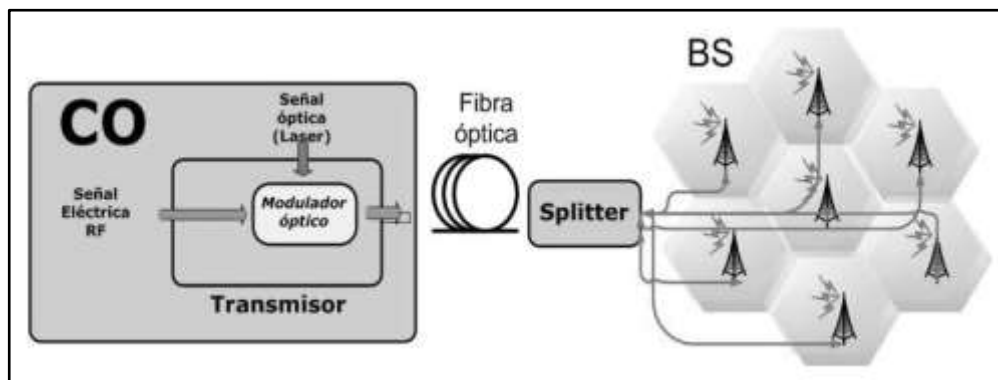 CO
Señal
óptica
(Laser)
Señal
Eléctrica
RF
Modulador
óptico
Transmisor
Fibra
óptica
Splitter
BS